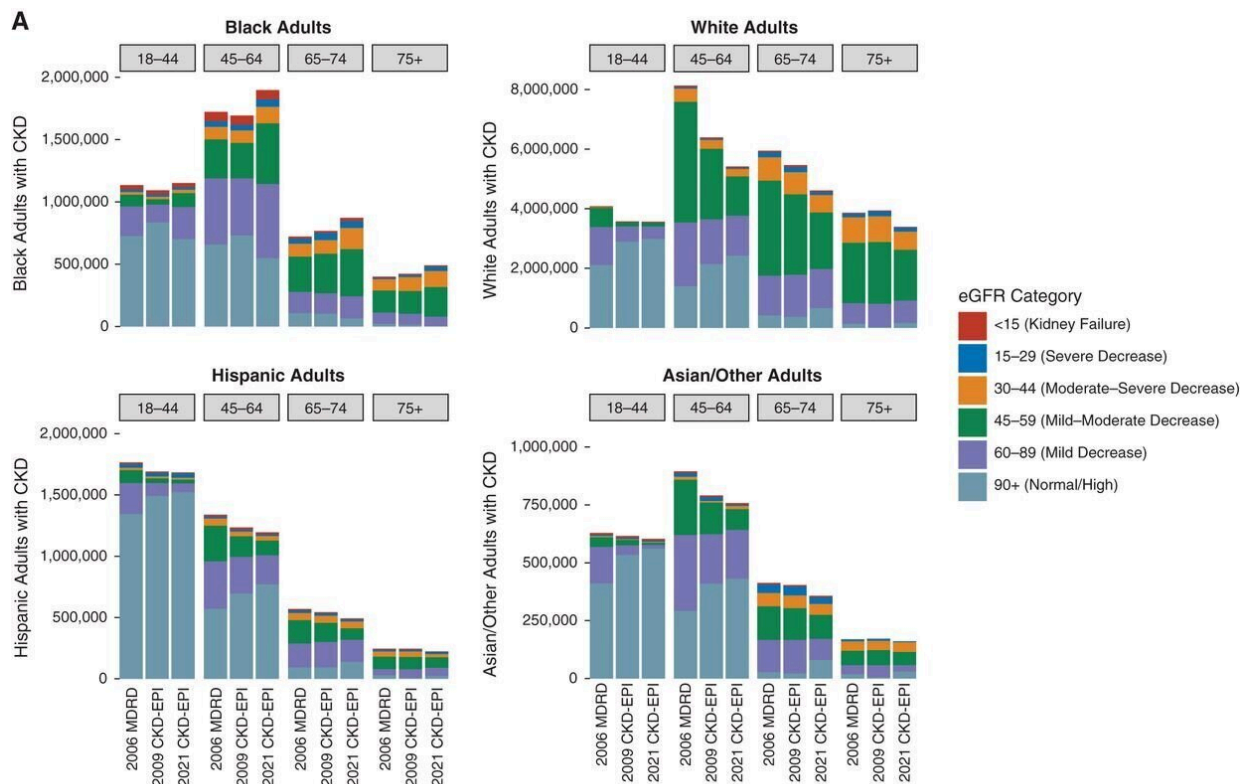 A
Black Adults
18–44 45–64 65–74 75+
Black Adults with CKD
2,000,000
1,500,000
1,000,000
500,000
0
White Adults
18–44 45–64 65–74 75+
White Adults with CKD
8,000,000
6,000,000
4,000,000
2,000,000
0
Hispanic Adults
18–44 45–64 65–74 75+
Hispanic Adults with CKD
2,000,000
1,500,000
1,000,000
500,000
0
2006 MDRD
2009 CKD-EPI
2021 CKD-EPI
2006 MDRD
2009 CKD-EPI
2021 CKD-EPI
2006 MDRD
2009 CKD-EPI
2021 CKD-EPI
2006 MDRD
2009 CKD-EPI
2021 CKD-EPI
Asian/Other Adults
18–44 45–64 65–74 75+
Asian/Other Adults with CKD
1,000,000
750,000
500,000
250,000
0
2006 MDRD
2009 CKD-EPI
2021 CKD-EPI
2006 MDRD
2009 CKD-EPI
2021 CKD-EPI
2006 MDRD
2009 CKD-EPI
2021 CKD-EPI
2006 MDRD
2009 CKD-EPI
2021 CKD-EPI
eGFR Category
<15 (Kidney Failure)
15–29 (Severe Decrease)
30–44 (Moderate–Severe Decrease)
45–59 (Mild–Moderate Decrease)
60–89 (Mild Decrease)
90+ (Normal/High)